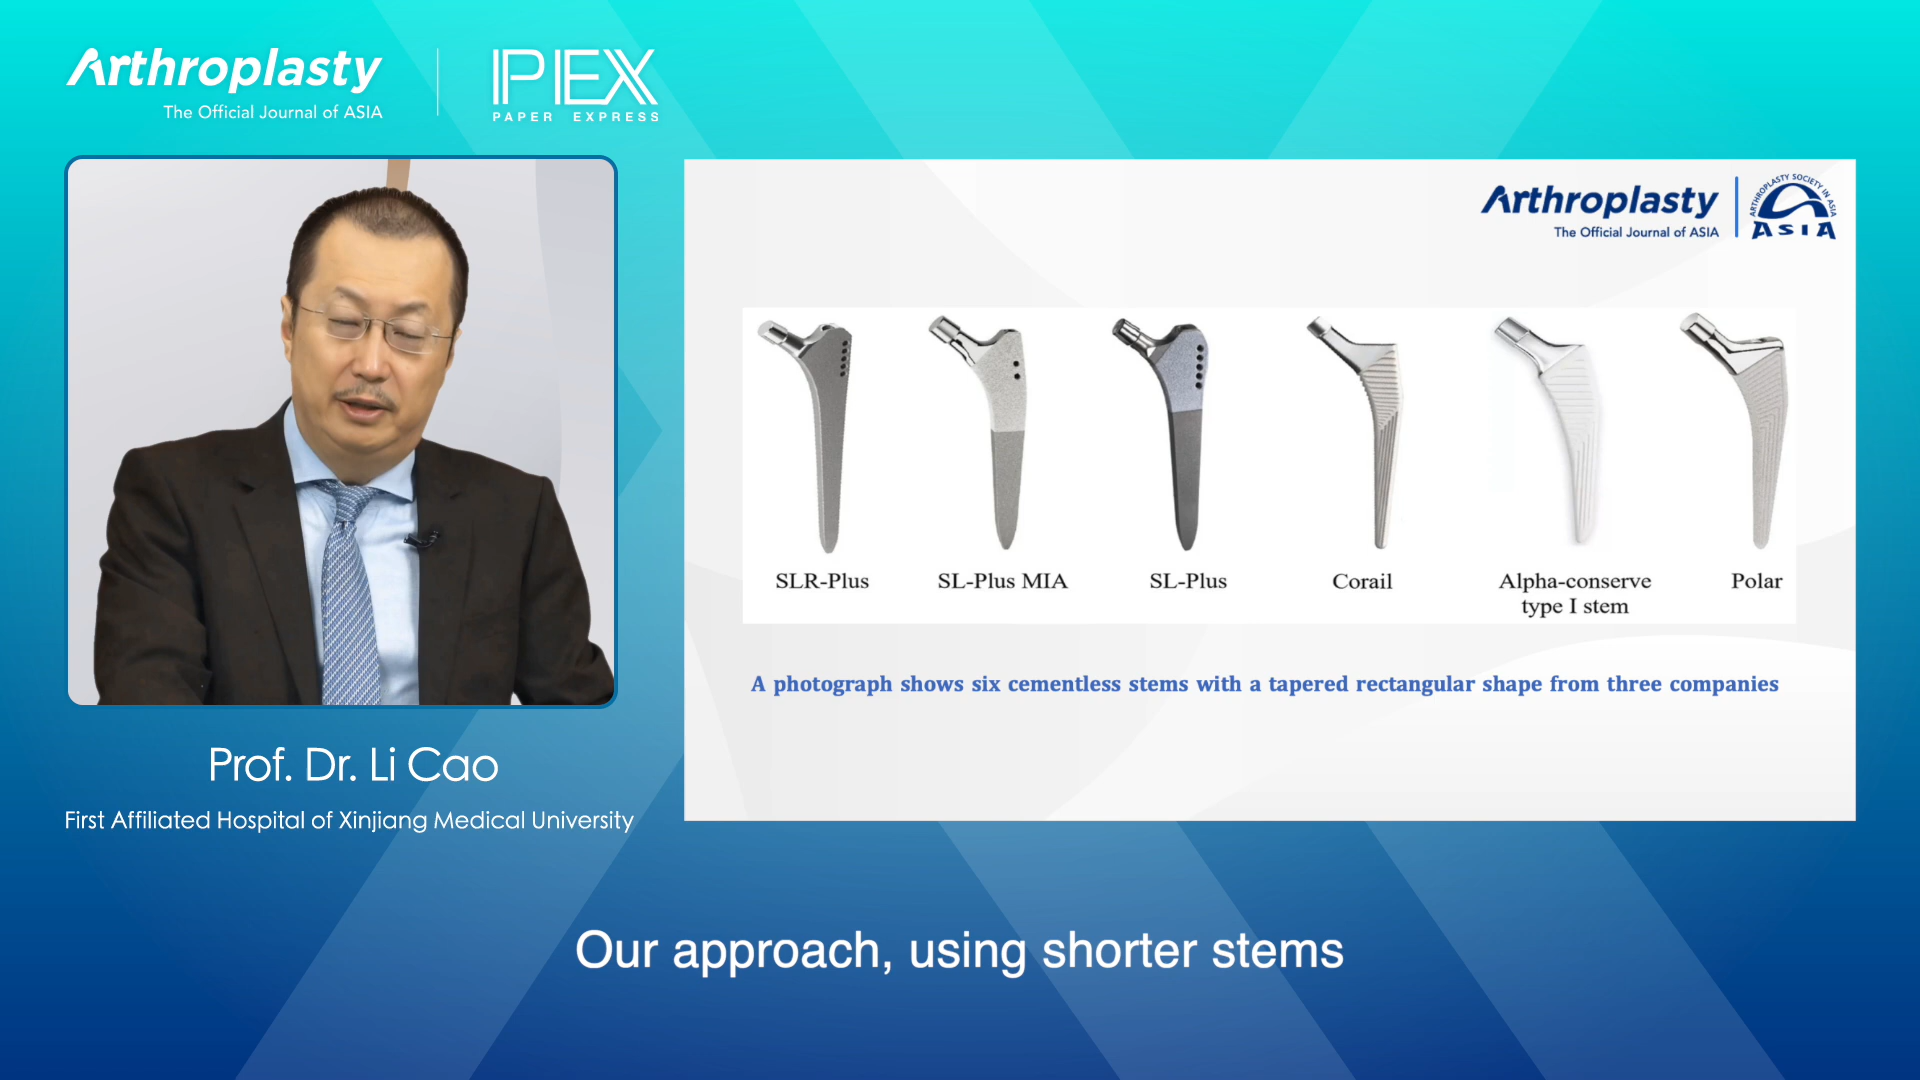 Arthroplasty
The Official Journal of ASIA
IPEX
PAPER EXPRESS
Arthroplasty
The Official Journal of ASIA
ARTHROPLASTY SOCIETY IN ASIA
ASIA
SLR-Plus
SL-Plus MIA
SL-Plus
Corail
Alpha-conserve
type I stem
Polar
A photograph shows six cementless stems with a tapered rectangular shape from three companies
Prof. Dr. Li Cao
First Affiliated Hospital of Xinjiang Medical University
Our approach, using shorter stems